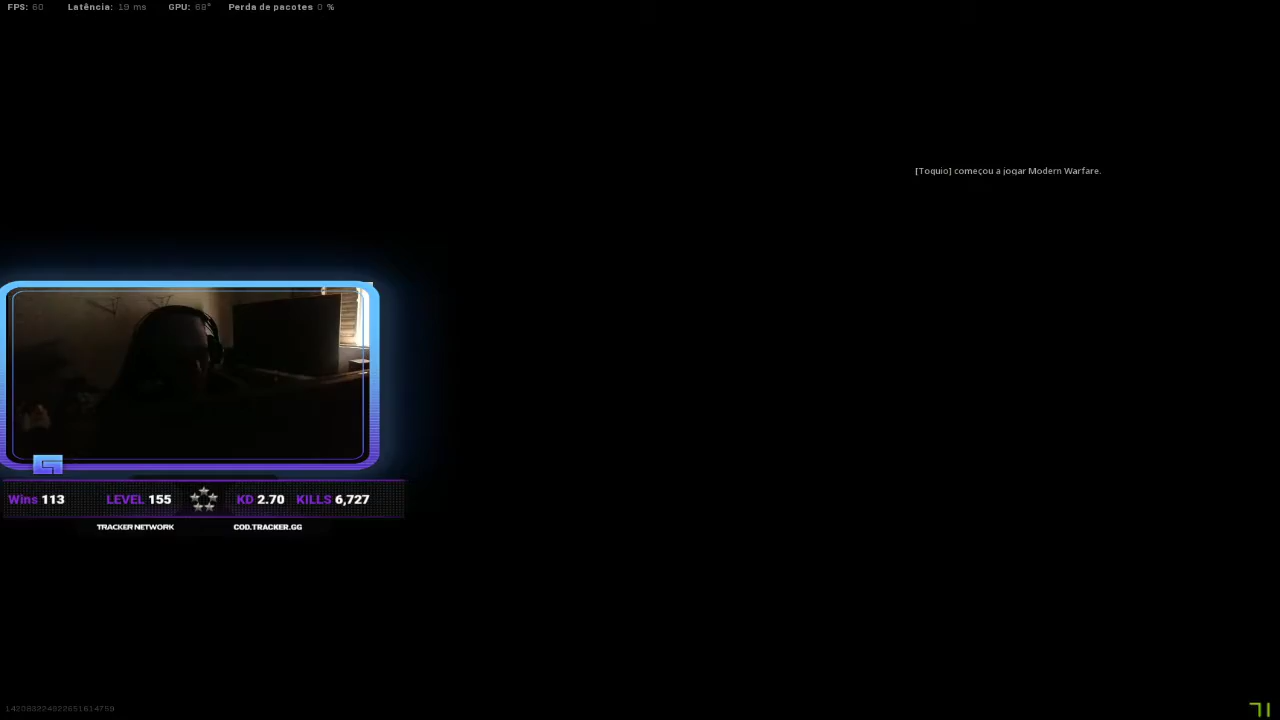 FPS: 60 Latência: 19 ms GPU: 68° Perda de pacotes 0 %
[Toquio] começou a jogar Modern Warfare.
Wins 113 LEVEL 155 KD 2.70 KILLS 6,727
TRACKER NETWORK COD.TRACKER.GG
71